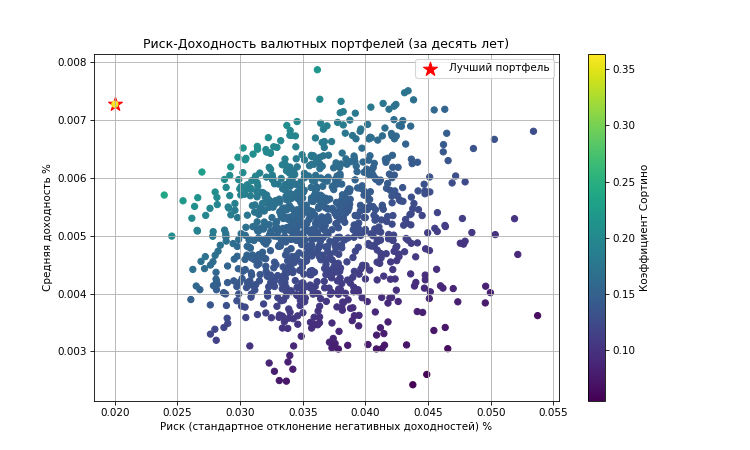 Риск-Доходность валютных портфелей (за десять лет)
Лучший портфель
Средняя доходность %
0.008
0.007
0.006
0.005
0.004
0.003
0.020 0.025 0.030 0.035 0.040 0.045 0.050 0.055
Риск (стандартное отклонение негативных доходностей) %
0.35
0.30
0.25
0.20
0.15
0.10
Коэффициент Сортино